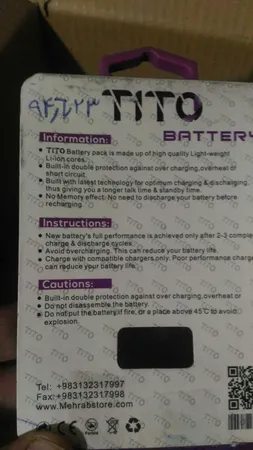 ۹۴,۶,۲۳ TITO
BATTERY
Information:
TITO Battery pack is made up of high quality Light-weight
Li-ion cores.
Built-in double protection against over charging,overheat or
short circuit.
Built with latest technology for optimum charging & discharging,
thus giving you a longer talk time & standby time.
No Memory effect: No need to discharge your battery before
recharging.
Instructions:
New battery's full performance is achieved only after 2-3 complete
charge & discherge cycles.
Avoid overcharging. This can reduce your battery life.
Charge with compatible chargers only. Poor performance charge
can reduce your battery life.
Cautions:
Built-in double protection against over charging,overheat or
Do not disassemble the battery.
Do not put the battery,if fire, or a place above 45°C to avoid
explosion.
Tel: +983132317997
Fax:+983132317998
www.Mehrabstore.com